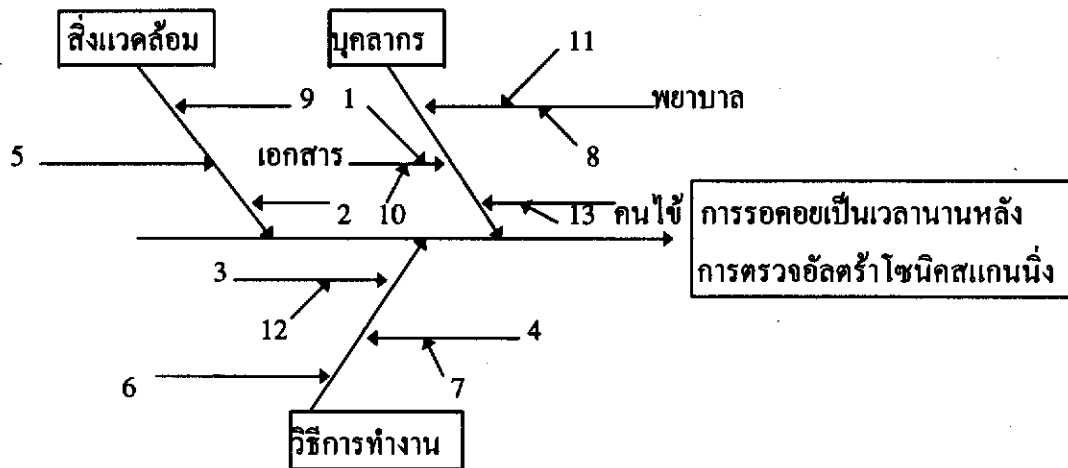 สิ่งแวดล้อม
บุคลากร
11
9
1
พยาบาล
5
เอกสาร
8
2
10
13
คนไข้
การรอคอยเป็นเวลานานหลัง
การตรวจอัลตร้าโซนิคสแกนนิ่ง
3
12
4
6
7
วิธีการทำงาน